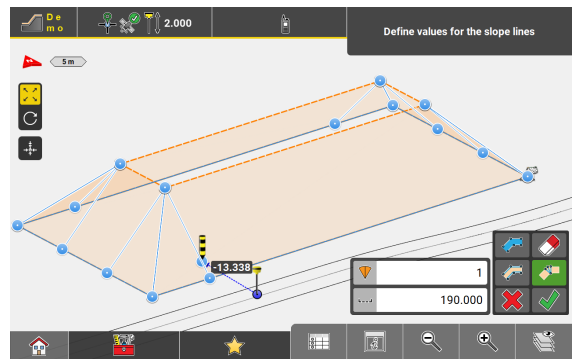 De
mo
2.000
Define values for the slope lines
5 m
-13.338
1
190.000